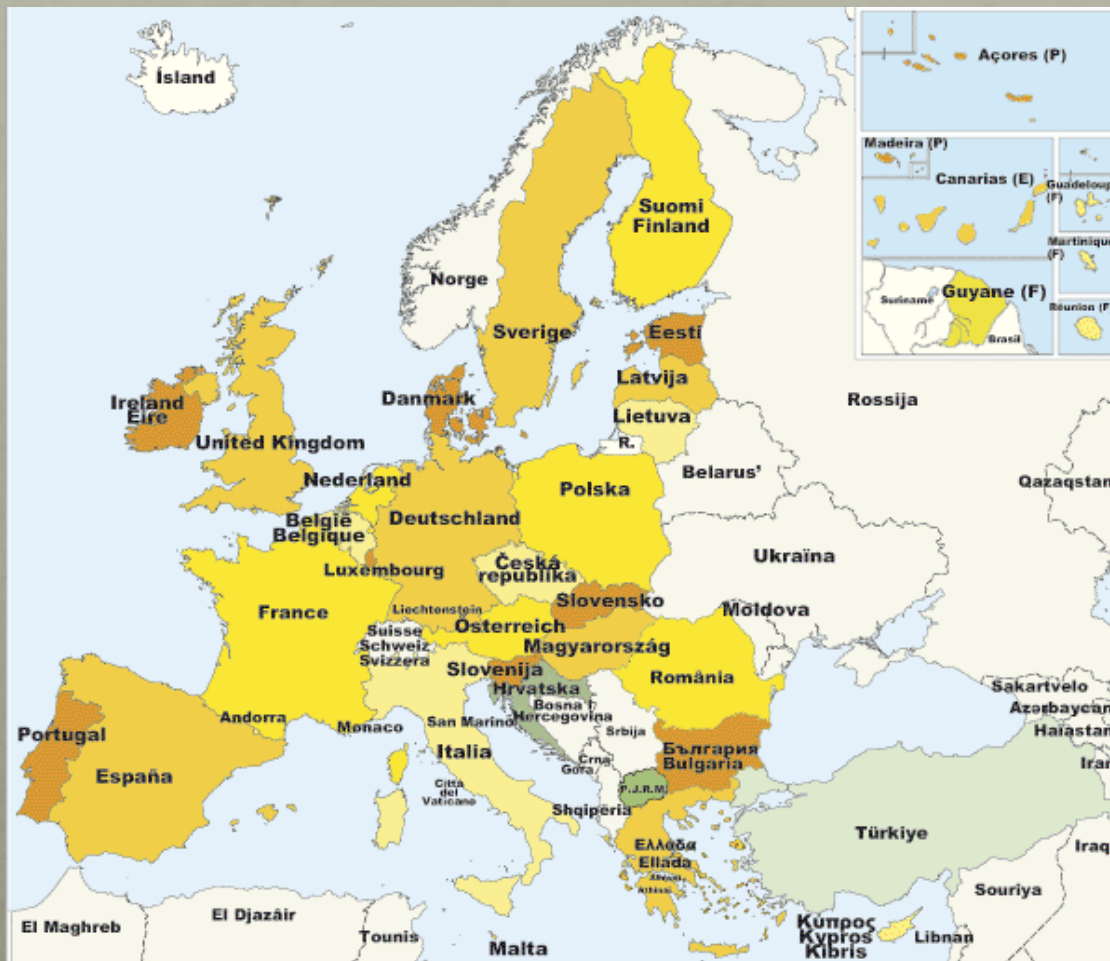 Ísland
Açores (P)
Madeira (P)
Canarias (E)
Guadeloupe
(F)
Martinique
(F)
Suriname
Guyane (F)
Brasil
Réunion (F
Suomi
Finland
Norge
Sverige
Eesti
Latvija
Lietuva
R.
Rossija
Danmark
Ireland
Eire
United Kingdom
Nederland
België
Belgique
Deutschland
Polska
Belarus'
Qazaqstan
Luxembourg
Česká
republika
Ukraïna
France
Liechtenstein
Slovensko
Österreich
Moldova
Suisse
Schweiz
Svizzera
Magyarország
Slovenija
România
Hrvatska
Bosna i
Hercegovina
Srbija
Sakartvelo
Azərbaycan
Haïastan
Iran
Andorra
Monaco
San Marino
Portugal
España
Italia
Città
del
Vaticano
Crna
Gora
България
Bulgaria
P.J.R.M.
Shqipëria
Türkiye
Iraq
Ελλάδα
Ellada
Souriya
El Maghreb
El Djazâir
Tounis
Malta
Κύπρος
Kypros
Kibris
Libnan